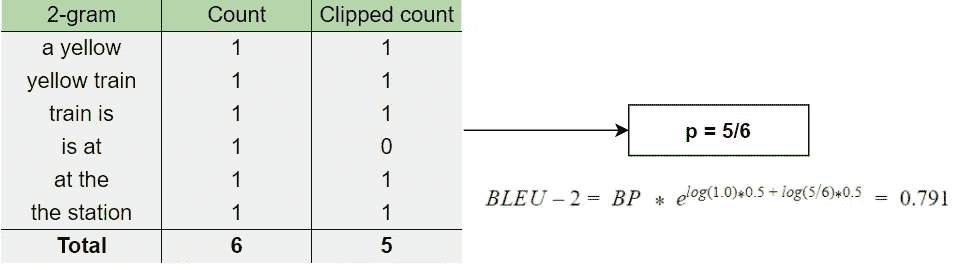 2-gram Count Clipped count
a yellow 1 1
yellow train 1 1
train is 1 1
is at 1 0
at the 1 1
the station 1 1
Total 6 5
p = 5/6
BLEU – 2 = BP * e^log(1.0)*0.5 + log(5/6)*0.5 = 0.791